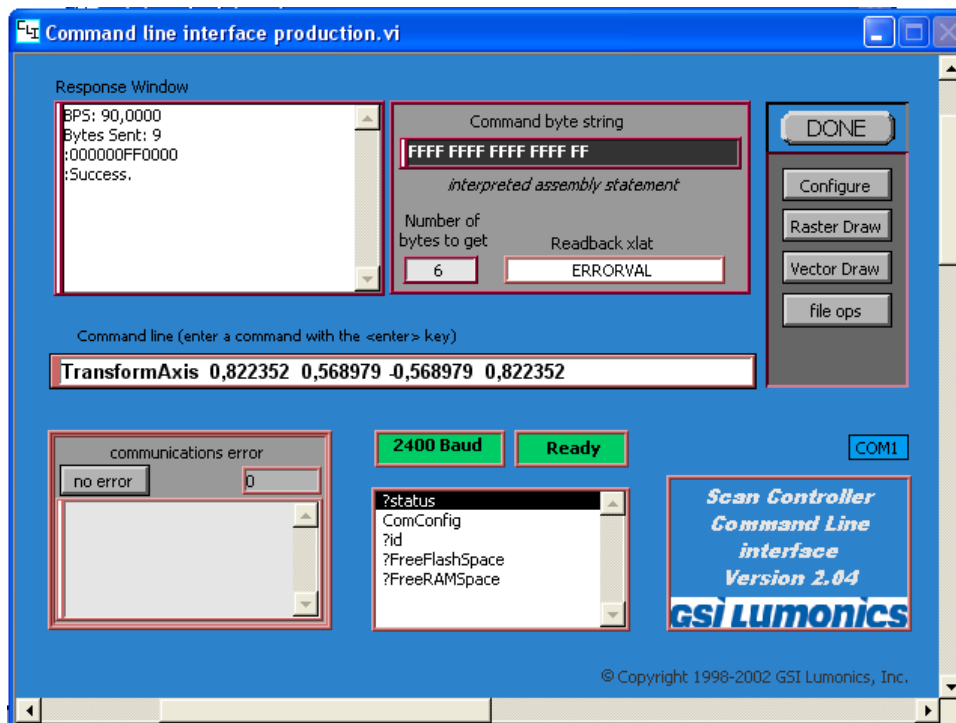 CLI Command line interface production.vi
Response Window
BPS: 90,0000
Bytes Sent: 9
:000000FF0000
:Success.
Command byte string
FFFF FFFF FFFF FFFF FF
interpreted assembly statement
Number of
bytes to get
6
Readback xlat
ERRORVAL
DONE
Configure
Raster Draw
Vector Draw
file ops
Command line (enter a command with the <enter> key)
TransformAxis 0,822352 0,568979 -0,568979 0,822352
communications error
no error
0
2400 Baud
Ready
COM1
?status
ComConfig
?id
?FreeFlashSpace
?FreeRAMSpace
Scan Controller
Command Line
interface
Version 2.04
GSI LUMONICS
© Copyright 1998-2002 GSI Lumonics, Inc.